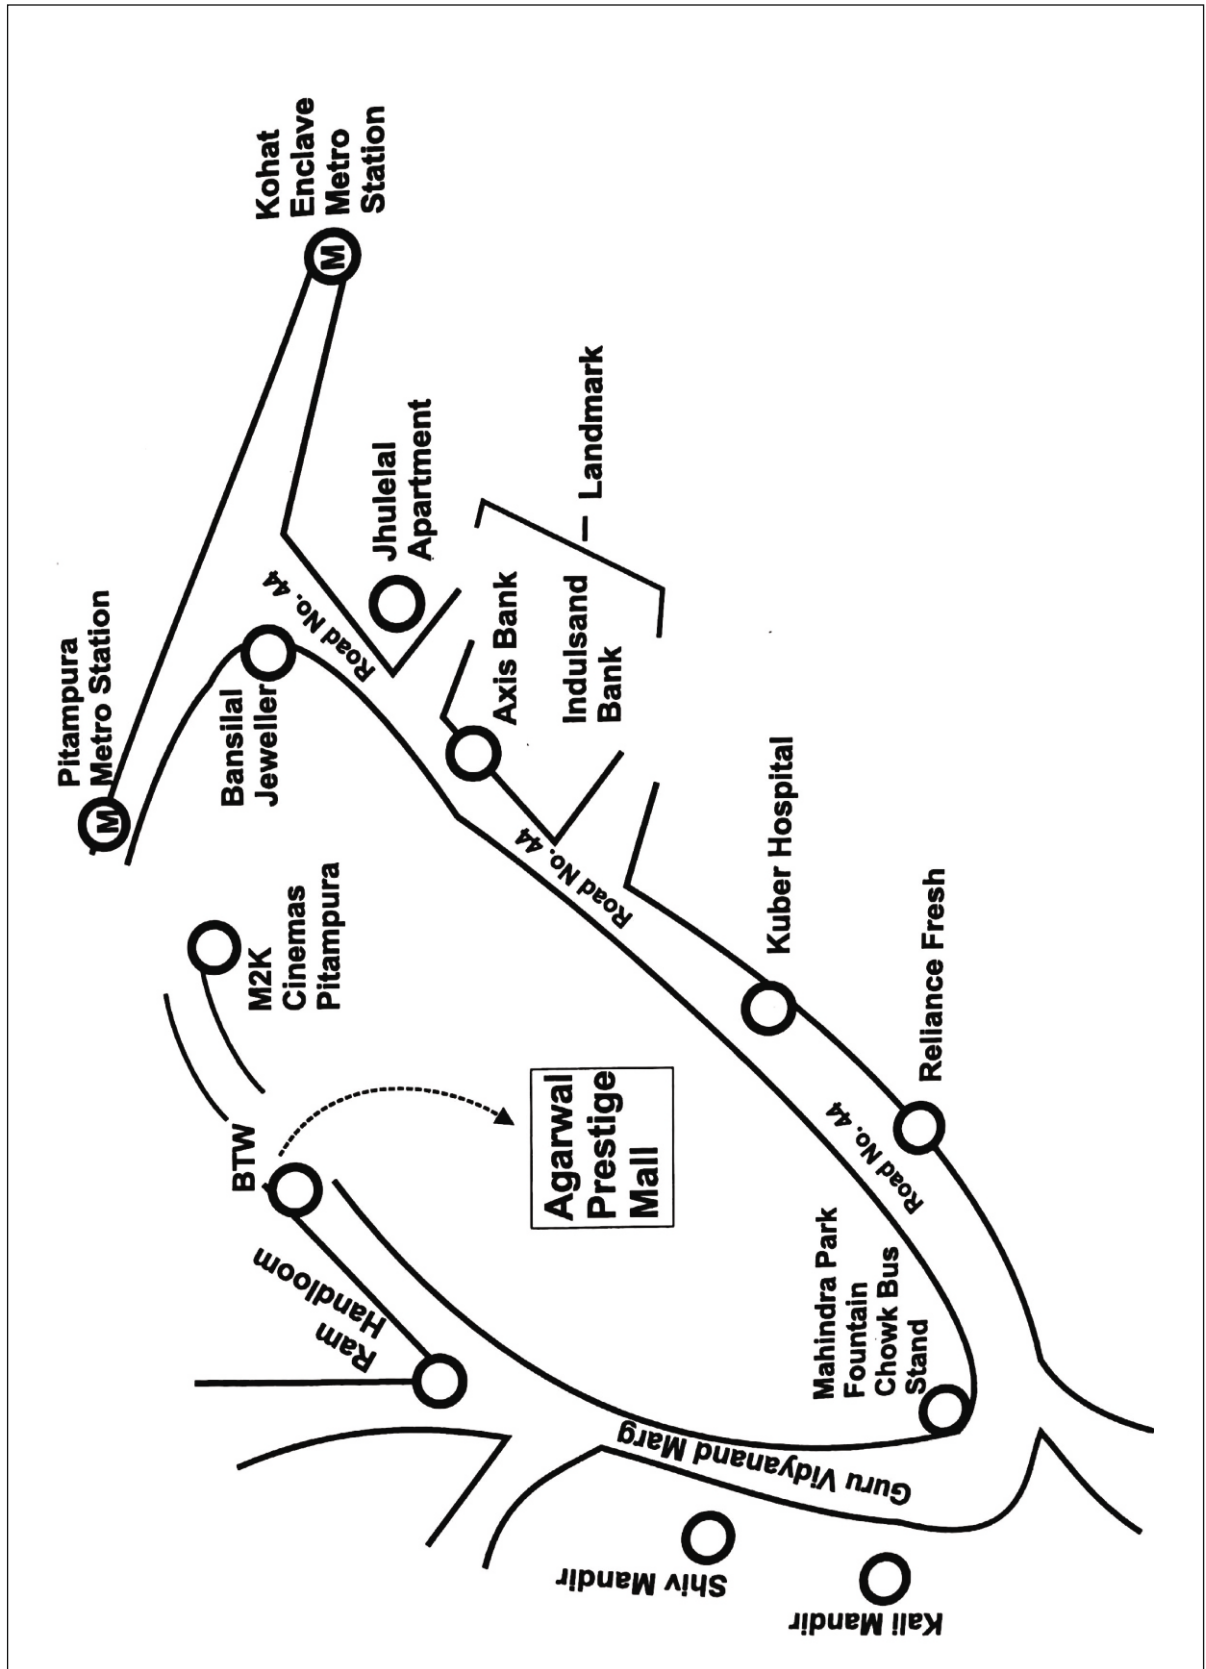 Pitampura
Metro Station
M
Kohat
Enclave
Metro
Station
M
Bansilal
Jeweller
Road No. 44
Jhulelal
Apartment
M2K
Cinemas
Pitampura
Axis Bank
Indulsand
Bank
— Landmark
Road No. 44
BTW
Agarwal
Prestige
Mall
Kuber Hospital
Ram
Handloom
Reliance Fresh
Road No. 44
Mahindra Park
Fountain
Chowk Bus
Stand
Guru Vidyanand Marg
Shiv Mandir
Kali Mandir